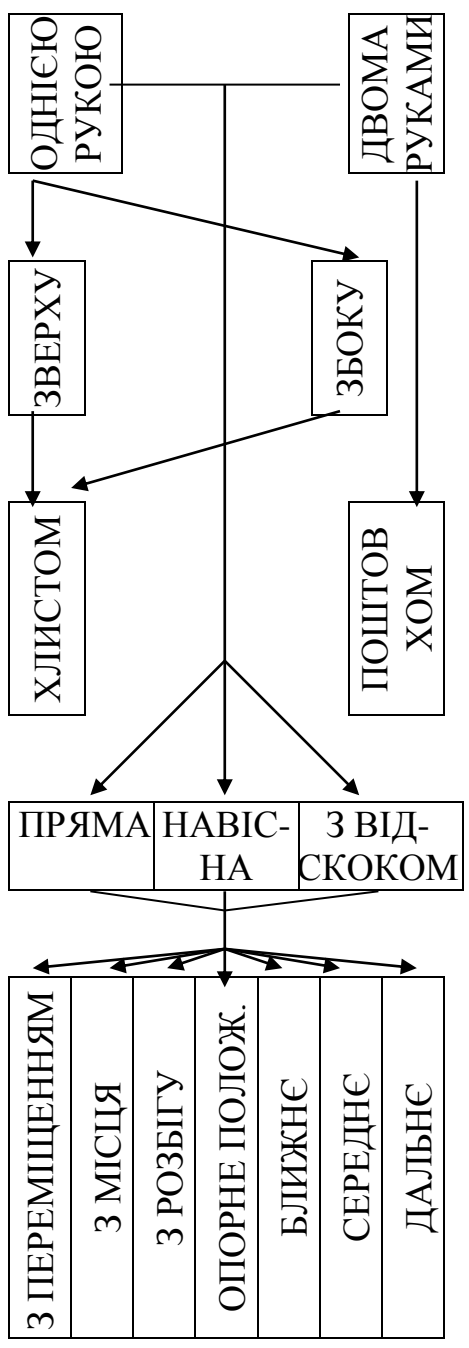 ОДНІЄЮ
РУКОЮ
ДВОМА
РУКАМИ
ЗВЕРХУ
ЗБОКУ
ХЛИСТОМ
ПОШТОВ
ХОМ
ПРЯМА
НАВІС-
НА
З ВІД-
СКОКОМ
З ПЕРЕМІЩЕННЯМ
З МІСЦЯ
З РОЗБІГУ
ОПОРНЕ ПОЛОЖ.
БЛИЖНЄ
СЕРЕДНЄ
ДАЛЬНЄ